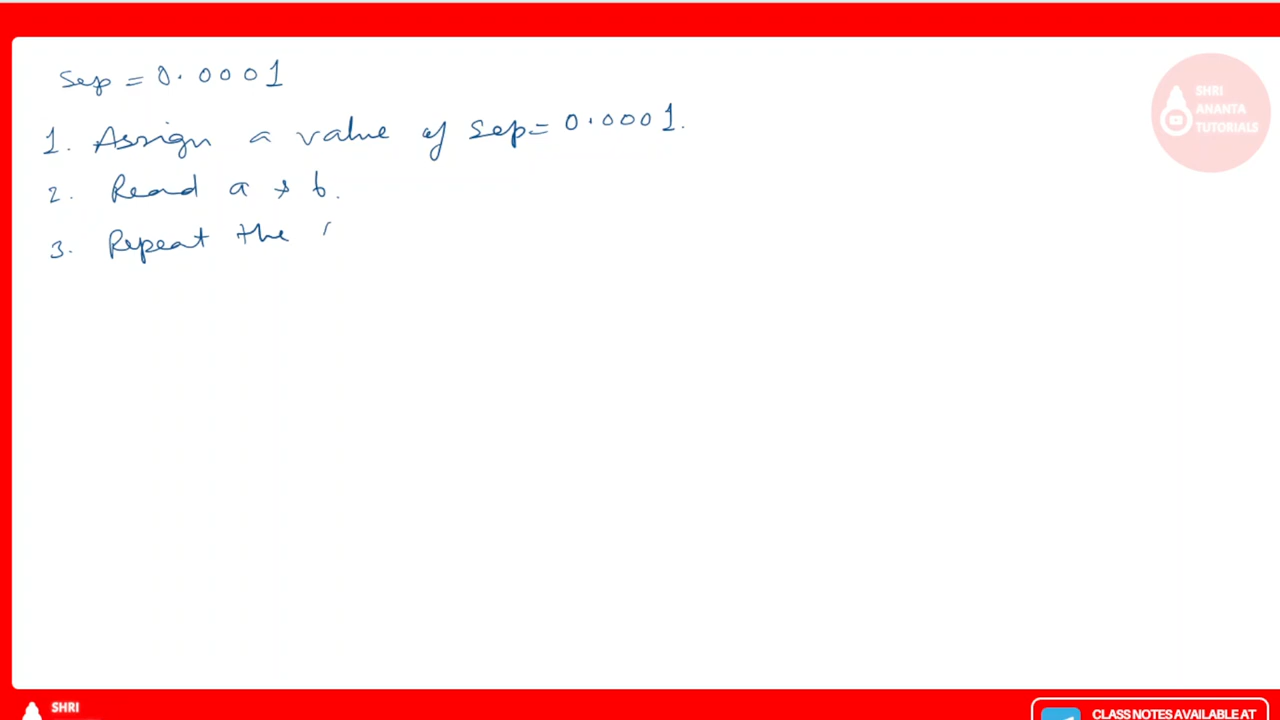 Sep = 0.0001
1. Assign a value of Sep = 0.0001.
2. Read a & b.
3. Repeat the
SHRI
ANANTA
TUTORIALS
SHRI
CLASS NOTES AVAILABLE AT